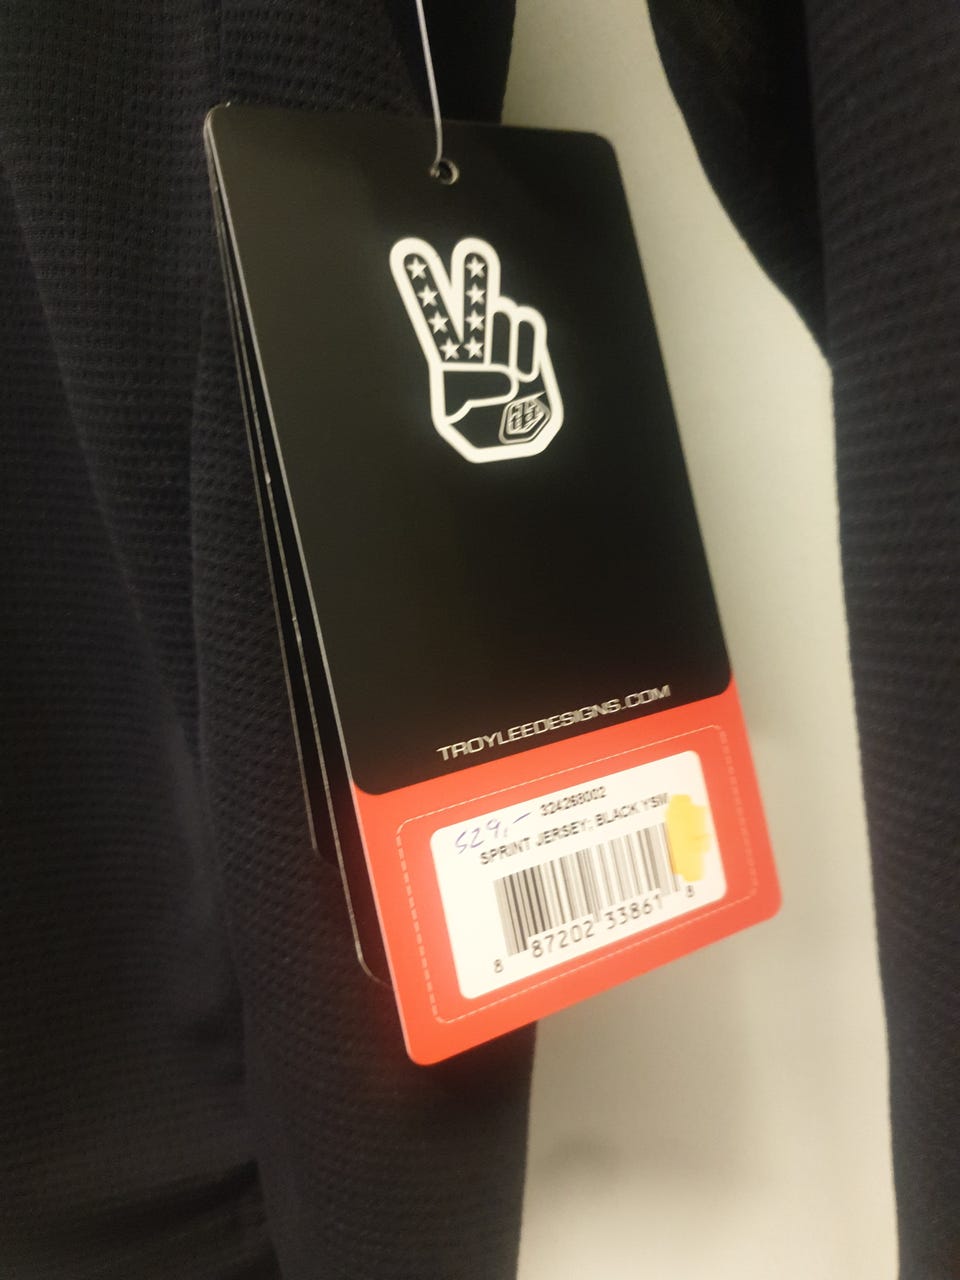 TROYLEEDESIGNS.COM
324268002
529,-
SPRINT JERSEY; BLACK YSM
8 87202 33861 8